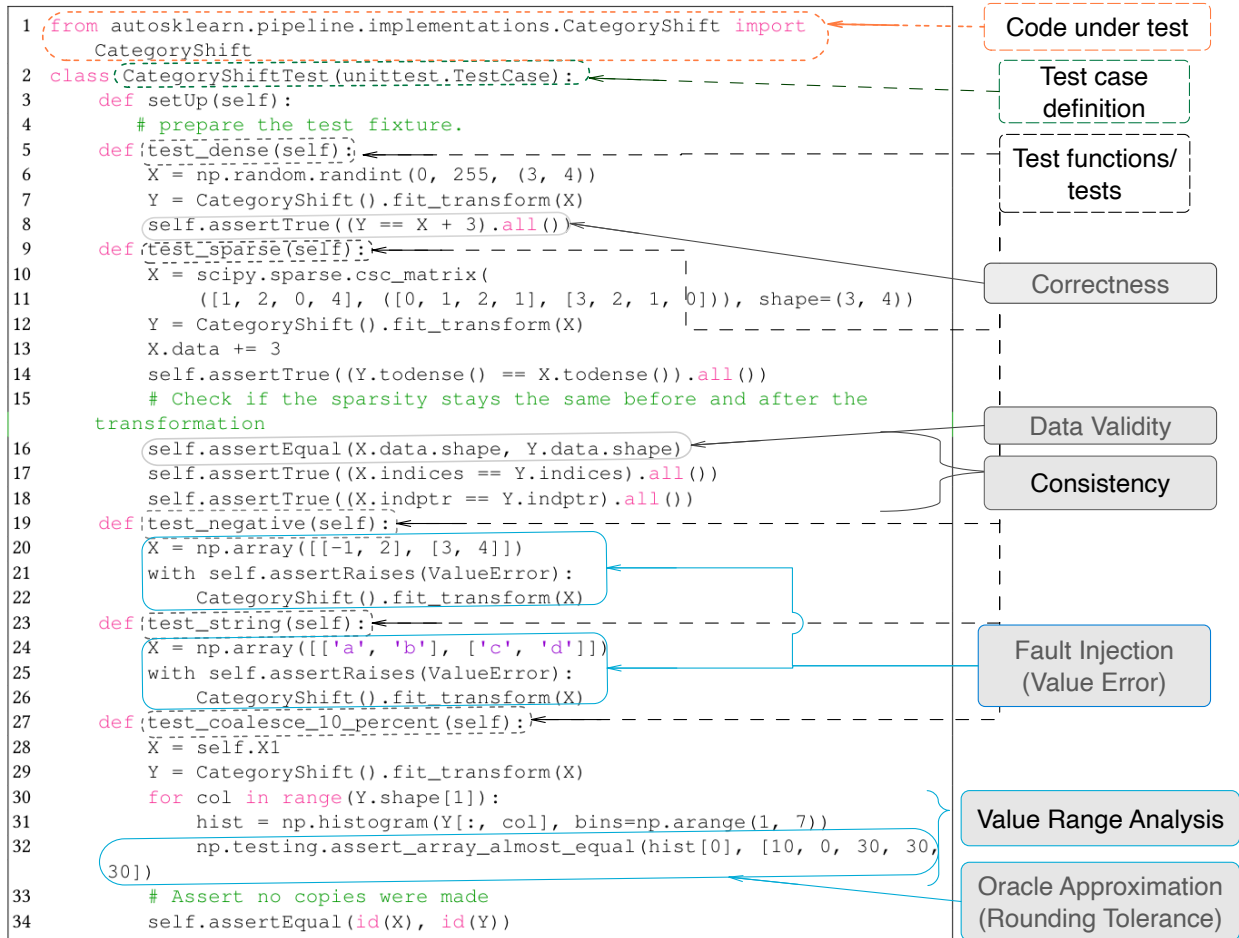 1 from autosklearn.pipeline.implementations.CategoryShift import
CategoryShift
2 class CategoryShiftTest(unittest.TestCase):
3 def setUp(self):
4 # prepare the test fixture.
5 def test_dense(self):
6 X = np.random.randint(0, 255, (3, 4))
7 Y = CategoryShift().fit_transform(X)
8 self.assertTrue((Y == X + 3).all())
9 def test_sparse(self):
10 X = scipy.sparse.csc_matrix(
11 ([1, 2, 0, 4], ([0, 1, 2, 1], [3, 2, 1, 0])), shape=(3, 4))
12 Y = CategoryShift().fit_transform(X)
13 X.data += 3
14 self.assertTrue((Y.todense() == X.todense()).all())
15 # Check if the sparsity stays the same before and after the
transformation
16 self.assertEqual(X.data.shape, Y.data.shape)
17 self.assertTrue((X.indices == Y.indices).all())
18 self.assertTrue((X.indptr == Y.indptr).all())
19 def test_negative(self):
20 X = np.array([[-1, 2], [3, 4]])
21 with self.assertRaises(ValueError):
22 CategoryShift().fit_transform(X)
23 def test_string(self):
24 X = np.array([['a', 'b'], ['c', 'd']])
25 with self.assertRaises(ValueError):
26 CategoryShift().fit_transform(X)
27 def test_coalesce_10_percent(self):
28 X = self.X1
29 Y = CategoryShift().fit_transform(X)
30 for col in range(Y.shape[1]):
31 hist = np.histogram(Y[:, col], bins=np.arange(1, 7))
32 np.testing.assert_array_almost_equal(hist[0], [10, 0, 30, 30,
30])
33 # Assert no copies were made
34 self.assertEqual(id(X), id(Y))
Code under test
Test case
definition
Test functions/
tests
Correctness
Data Validity
Consistency
Fault Injection
(Value Error)
Value Range Analysis
Oracle Approximation
(Rounding Tolerance)